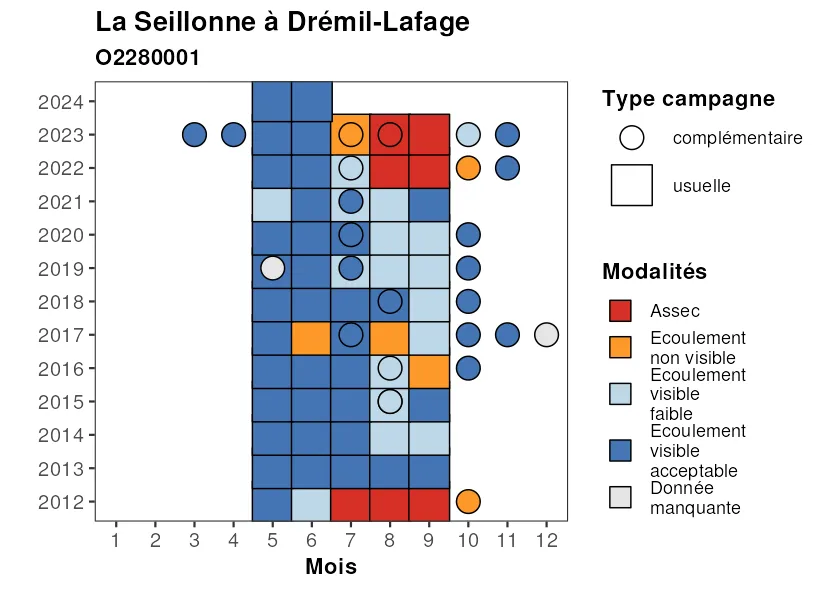 La Seillonne à Drémil-Lafage
O2280001
2024
2023
2022
2021
2020
2019
2018
2017
2016
2015
2014
2013
2012
1 2 3 4 5 6 7 8 9 10 11 12
Mois
Type campagne
complémentaire
usuelle
Modalités
Assec
Ecoulement
non visible
Ecoulement
visible
faible
Ecoulement
visible
acceptable
Donnée
manquante